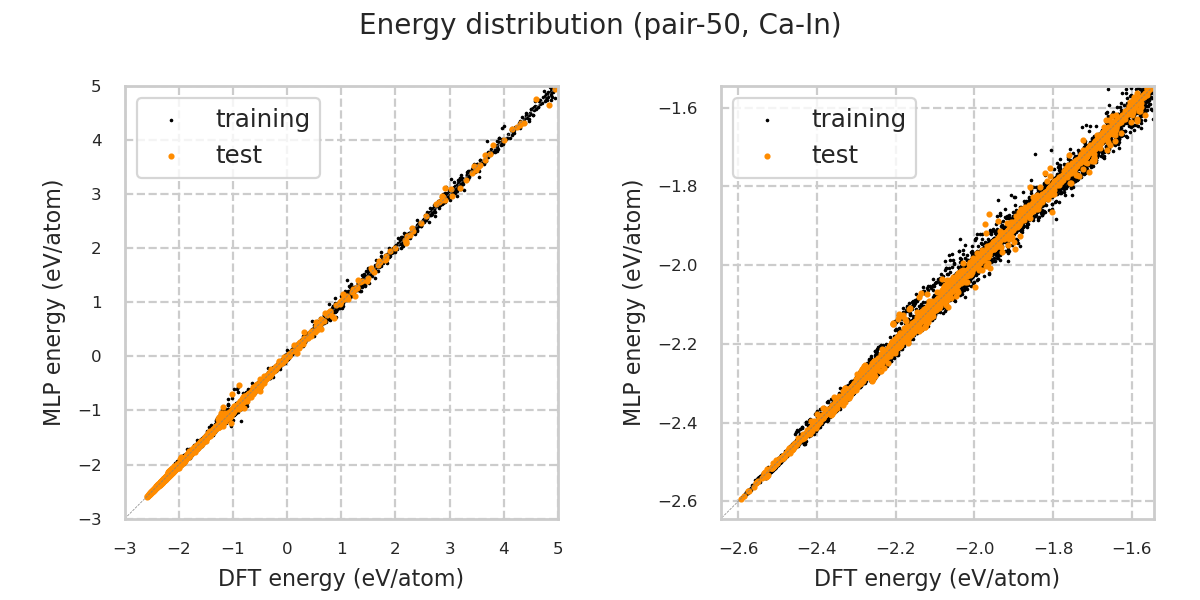 Energy distribution (pair-50, Ca-In)
training
test
5
4
3
2
1
0
−1
−2
−3
−3 −2 −1 0 1 2 3 4 5
MLP energy (eV/atom)
DFT energy (eV/atom)
training
test
−1.6
−1.8
−2.0
−2.2
−2.4
−2.6
−2.6 −2.4 −2.2 −2.0 −1.8 −1.6
MLP energy (eV/atom)
DFT energy (eV/atom)